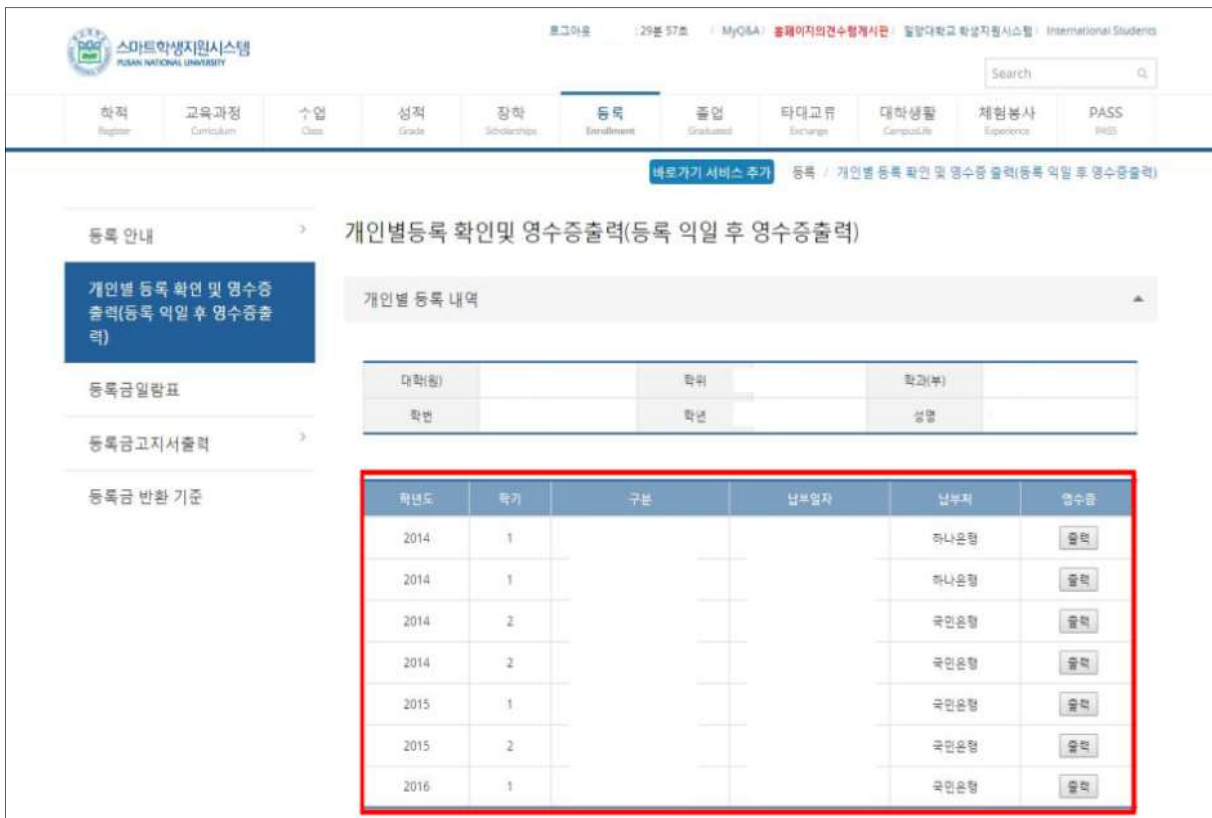 스마트학생지원시스템
PUSAN NATIONAL UNIVERSITY
로그아웃 : 29분 57초 MyQ&A 홈페이지의견수렴게시판 밀양대학교 학생지원시스템 International Students
Search
학적 교육과정 수업 성적 장학 등록 졸업 타대교류 대학생활 체험봉사 PASS
Register Curriculum Class Grade Scholarships Enrollment Graduated Exchange CampusLife Experience PASS
바로가기 서비스 추가 등록 / 개인별 등록 확인 및 영수증 출력(등록 익일 후 영수증출력)
등록 안내
개인별 등록 확인 및 영수증
출력(등록 익일 후 영수증출
력)
등록금일람표
등록금고지서출력
등록금 반환 기준
개인별등록 확인및 영수증출력(등록 익일 후 영수증출력)
개인별 등록 내역
대학(원) 학위 학과(부)
학번 학년 성명
학년도 학기 구분 납부일자 납부처 영수증
2014 1 하나은행 출력
2014 1 하나은행 출력
2014 2 국민은행 출력
2014 2 국민은행 출력
2015 1 국민은행 출력
2015 2 국민은행 출력
2016 1 국민은행 출력